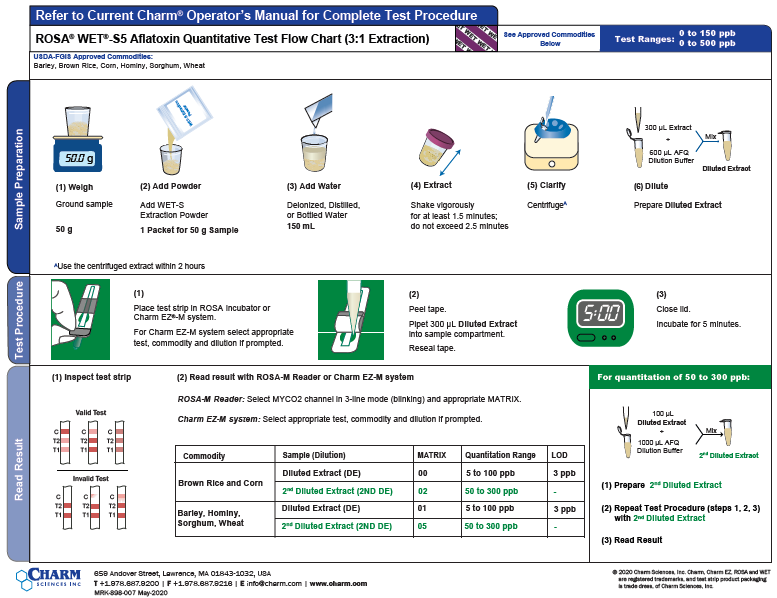 Refer to Current Charm® Operator's Manual for Complete Test Procedure
ROSA® WET®-S5 Aflatoxin Quantitative Test Flow Chart (3:1 Extraction)
See Approved Commodities
Below
Test Ranges:
0 to 150 ppb
0 to 500 ppb
USDA-FGIS Approved Commodities:
Barley, Brown Rice, Corn, Hominy, Sorghum, Wheat
Sample Preparation
50.0 g
(1) Weigh
Ground sample
50 g
(2) Add Powder
Add WET-S
Extraction Powder
1 Packet for 50 g Sample
(3) Add Water
Deionized, Distilled,
or Bottled Water
150 mL
(4) Extract
Shake vigorously
for at least 1.5 minutes;
do not exceed 2.5 minutes
(5) Clarify
CentrifugeA
300 µL Extract
+
600 µL AFQ
Dilution Buffer
Mix
Diluted Extract
(6) Dilute
Prepare Diluted Extract
AUse the centrifuged extract within 2 hours
Test Procedure
(1)
Place test strip in ROSA Incubator or
Charm EZ®-M system.
For Charm EZ-M system select appropriate
test, commodity and dilution if prompted.
(2)
Peel tape.
Pipet 300 µL Diluted Extract
into sample compartment.
Reseal tape.
5:00
(3)
Close lid.
Incubate for 5 minutes.
Read Result
(1) Inspect test strip
Valid Test
C
T2
T1
C
T2
T1
C
T2
T1
Invalid Test
C
T2
T1
C
T2
T1
C
T2
T1
(2) Read result with ROSA-M Reader or Charm EZ-M system
ROSA-M Reader: Select MYCO2 channel in 3-line mode (blinking) and appropriate MATRIX.
Charm EZ-M system: Select appropriate test, commodity and dilution if prompted.
Commodity Sample (Dilution) MATRIX Quantitation Range LOD
Brown Rice and Corn
Diluted Extract (DE) 00 5 to 100 ppb 3 ppb
2nd Diluted Extract (2ND DE) 02 50 to 300 ppb -
Barley, Hominy,
Sorghum, Wheat
Diluted Extract (DE) 01 5 to 100 ppb 3 ppb
2nd Diluted Extract (2ND DE) 05 50 to 300 ppb -
For quantitation of 50 to 300 ppb:
100 µL
Diluted Extract
+
1000 µL AFQ
Dilution Buffer
Mix
2nd Diluted Extract
(1) Prepare 2nd Diluted Extract
(2) Repeat Test Procedure (steps 1, 2, 3)
with 2nd Diluted Extract
(3) Read Result
CHARM
SCIENCES INC
659 Andover Street, Lawrence, MA 01843-1032, USA
T +1.978.687.9200 | F +1.978.687.9216 | E info@charm.com | www.charm.com
MRK-898-007 May-2020
© 2020 Charm Sciences, Inc. Charm, Charm EZ, ROSA and WET
are registered trademarks, and test strip product packaging
is trade dress, of Charm Sciences, Inc.